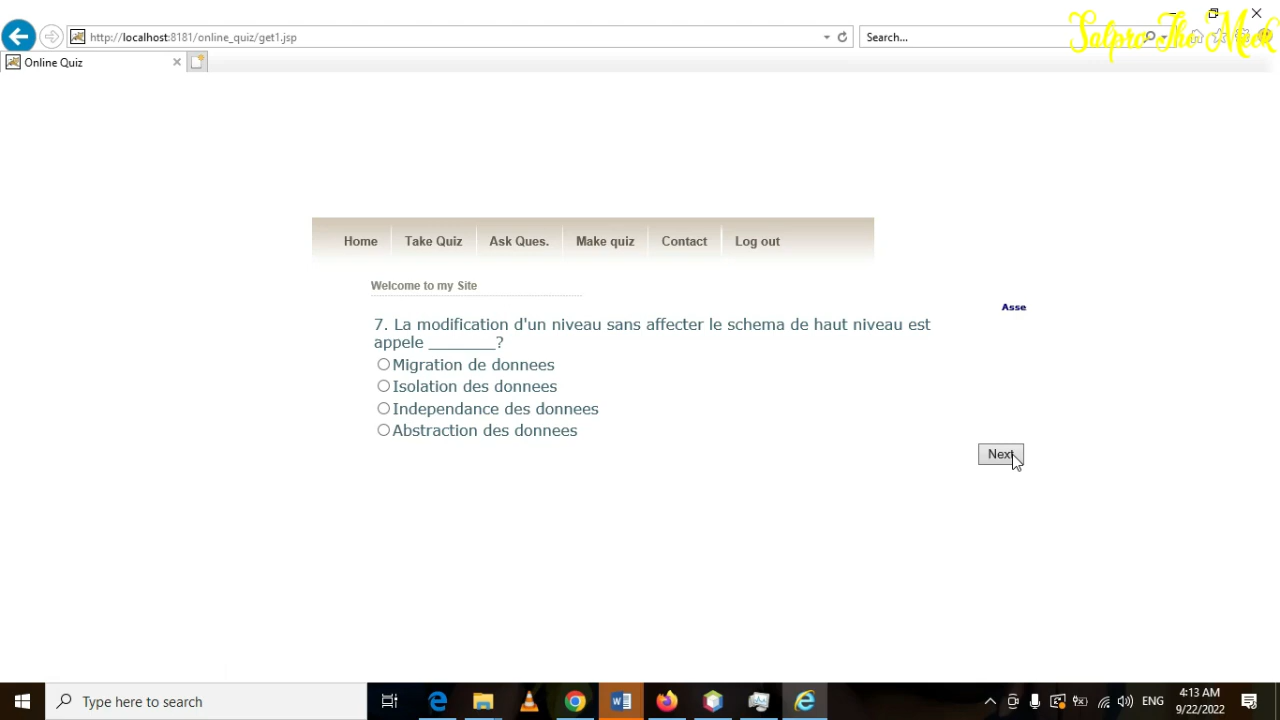 Salpro The Meek
http://localhost:8181/online_quiz/get1.jsp
Search...
Online Quiz
Home Take Quiz Ask Ques. Make quiz Contact Log out
Welcome to my Site
Asse
7. La modification d'un niveau sans affecter le schema de haut niveau est
appele ________?
Migration de donnees
Isolation des donnees
Independance des donnees
Abstraction des donnees
Next
Type here to search
ENG
4:13 AM
9/22/2022